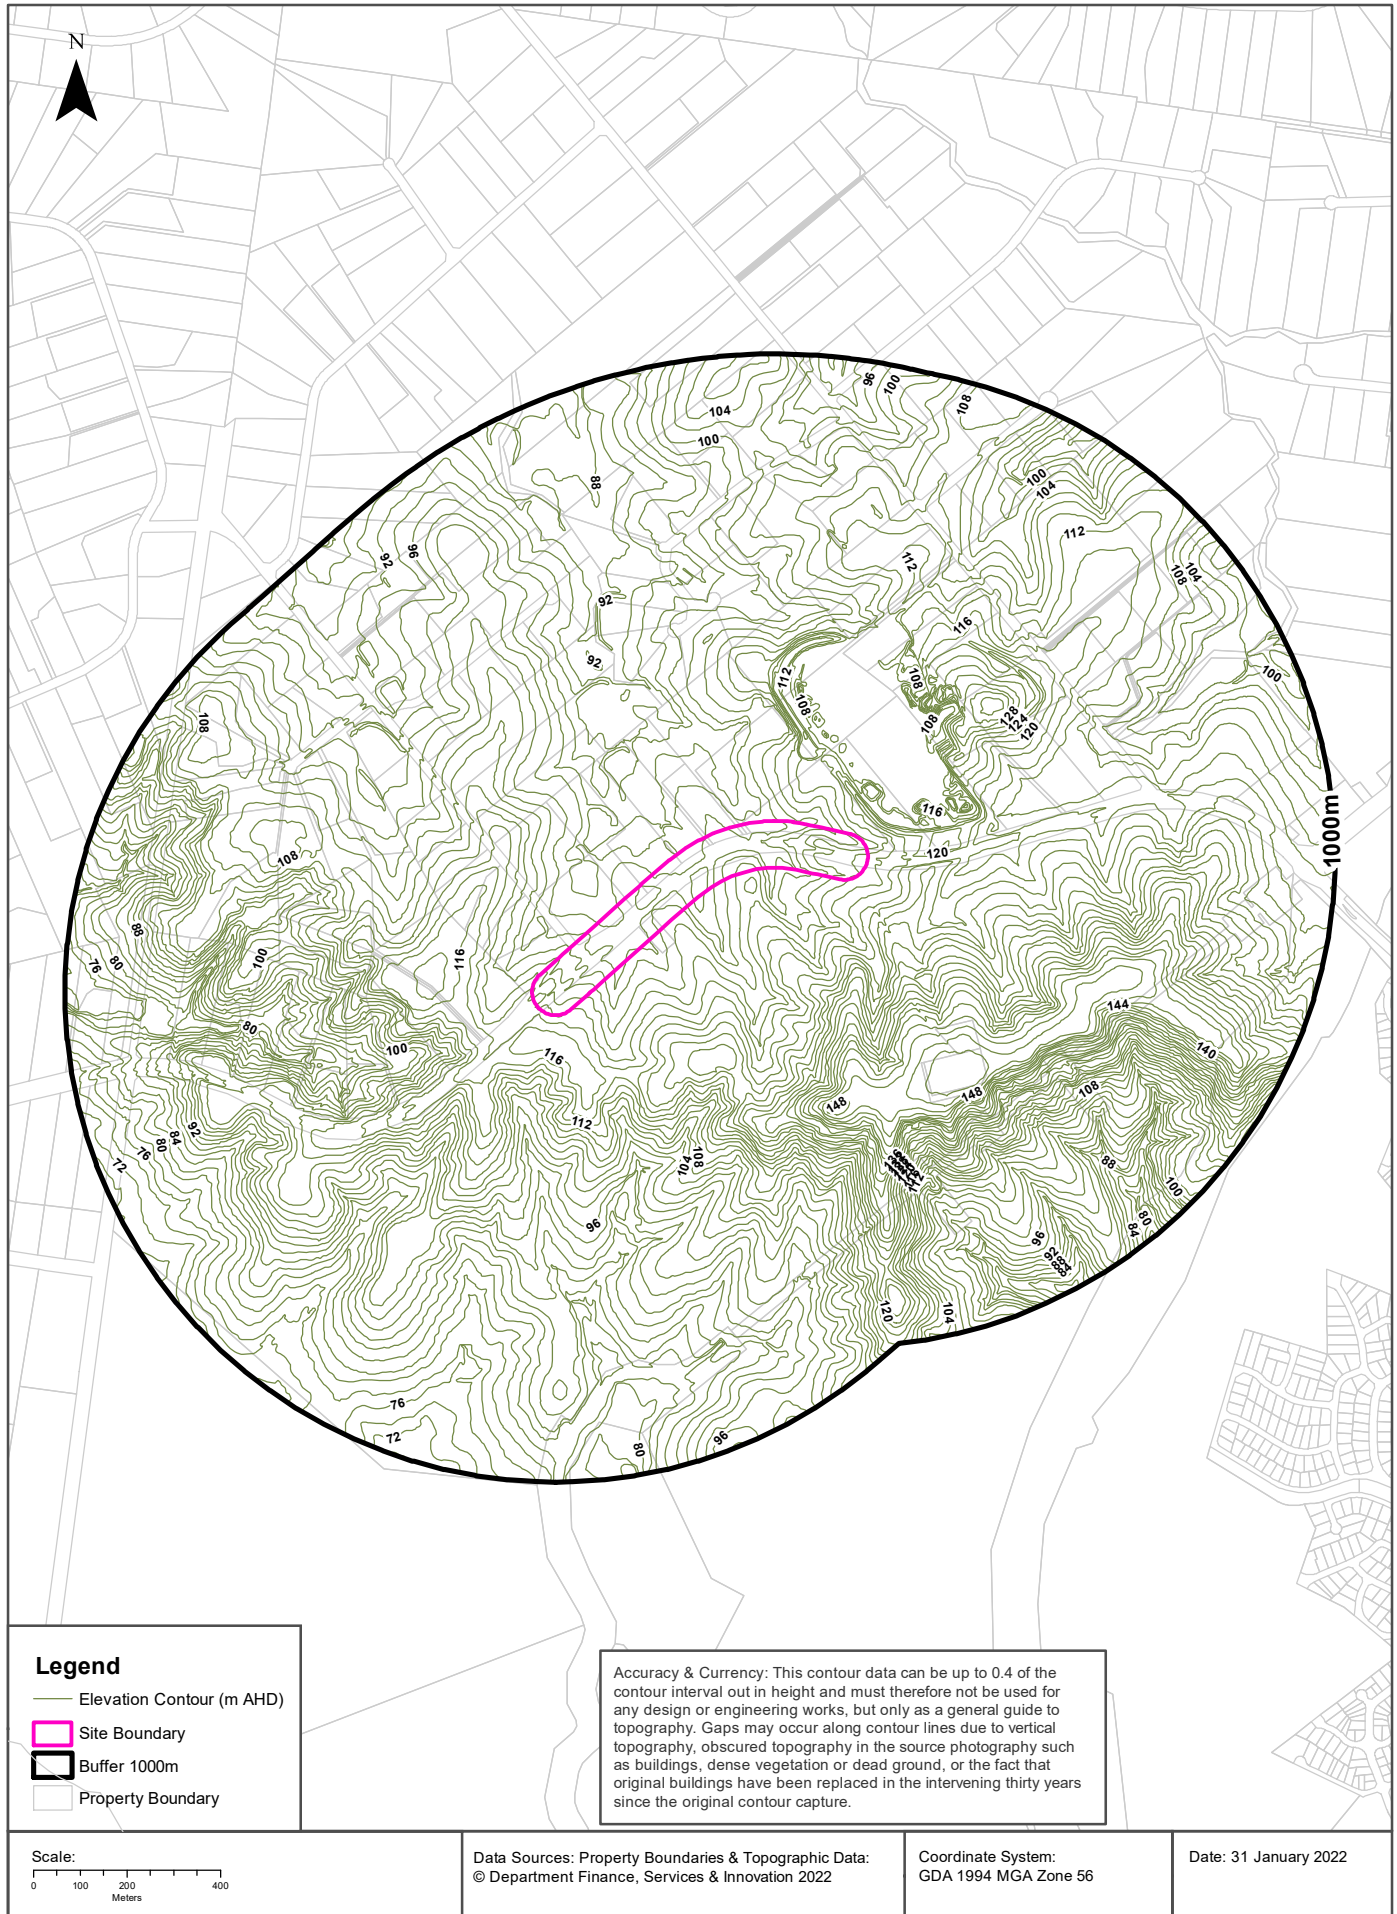 N
96
100
108
104
100
88
100
104
112
92
96
112
104
108
92
116
92
100
112
108
108
108
128
124
120
108
116
1000m
120
108
88
116
100
76
80
144
80
100
116
140
148
148
108
112
92
84
80
76
72
108
104
88
100
96
80
84
96
92
120
104
76
72
80
96
Legend
Elevation Contour (m AHD)
Site Boundary
Buffer 1000m
Property Boundary
Accuracy & Currency: This contour data can be up to 0.4 of the
contour interval out in height and must therefore not be used for
any design or engineering works, but only as a general guide to
topography. Gaps may occur along contour lines due to vertical
topography, obscured topography in the source photography such
as buildings, dense vegetation or dead ground, or the fact that
original buildings have been replaced in the intervening thirty years
since the original contour capture.
Scale:
0 100 200 400
Meters
Data Sources: Property Boundaries & Topographic Data:
© Department Finance, Services & Innovation 2022
Coordinate System:
GDA 1994 MGA Zone 56
Date: 31 January 2022